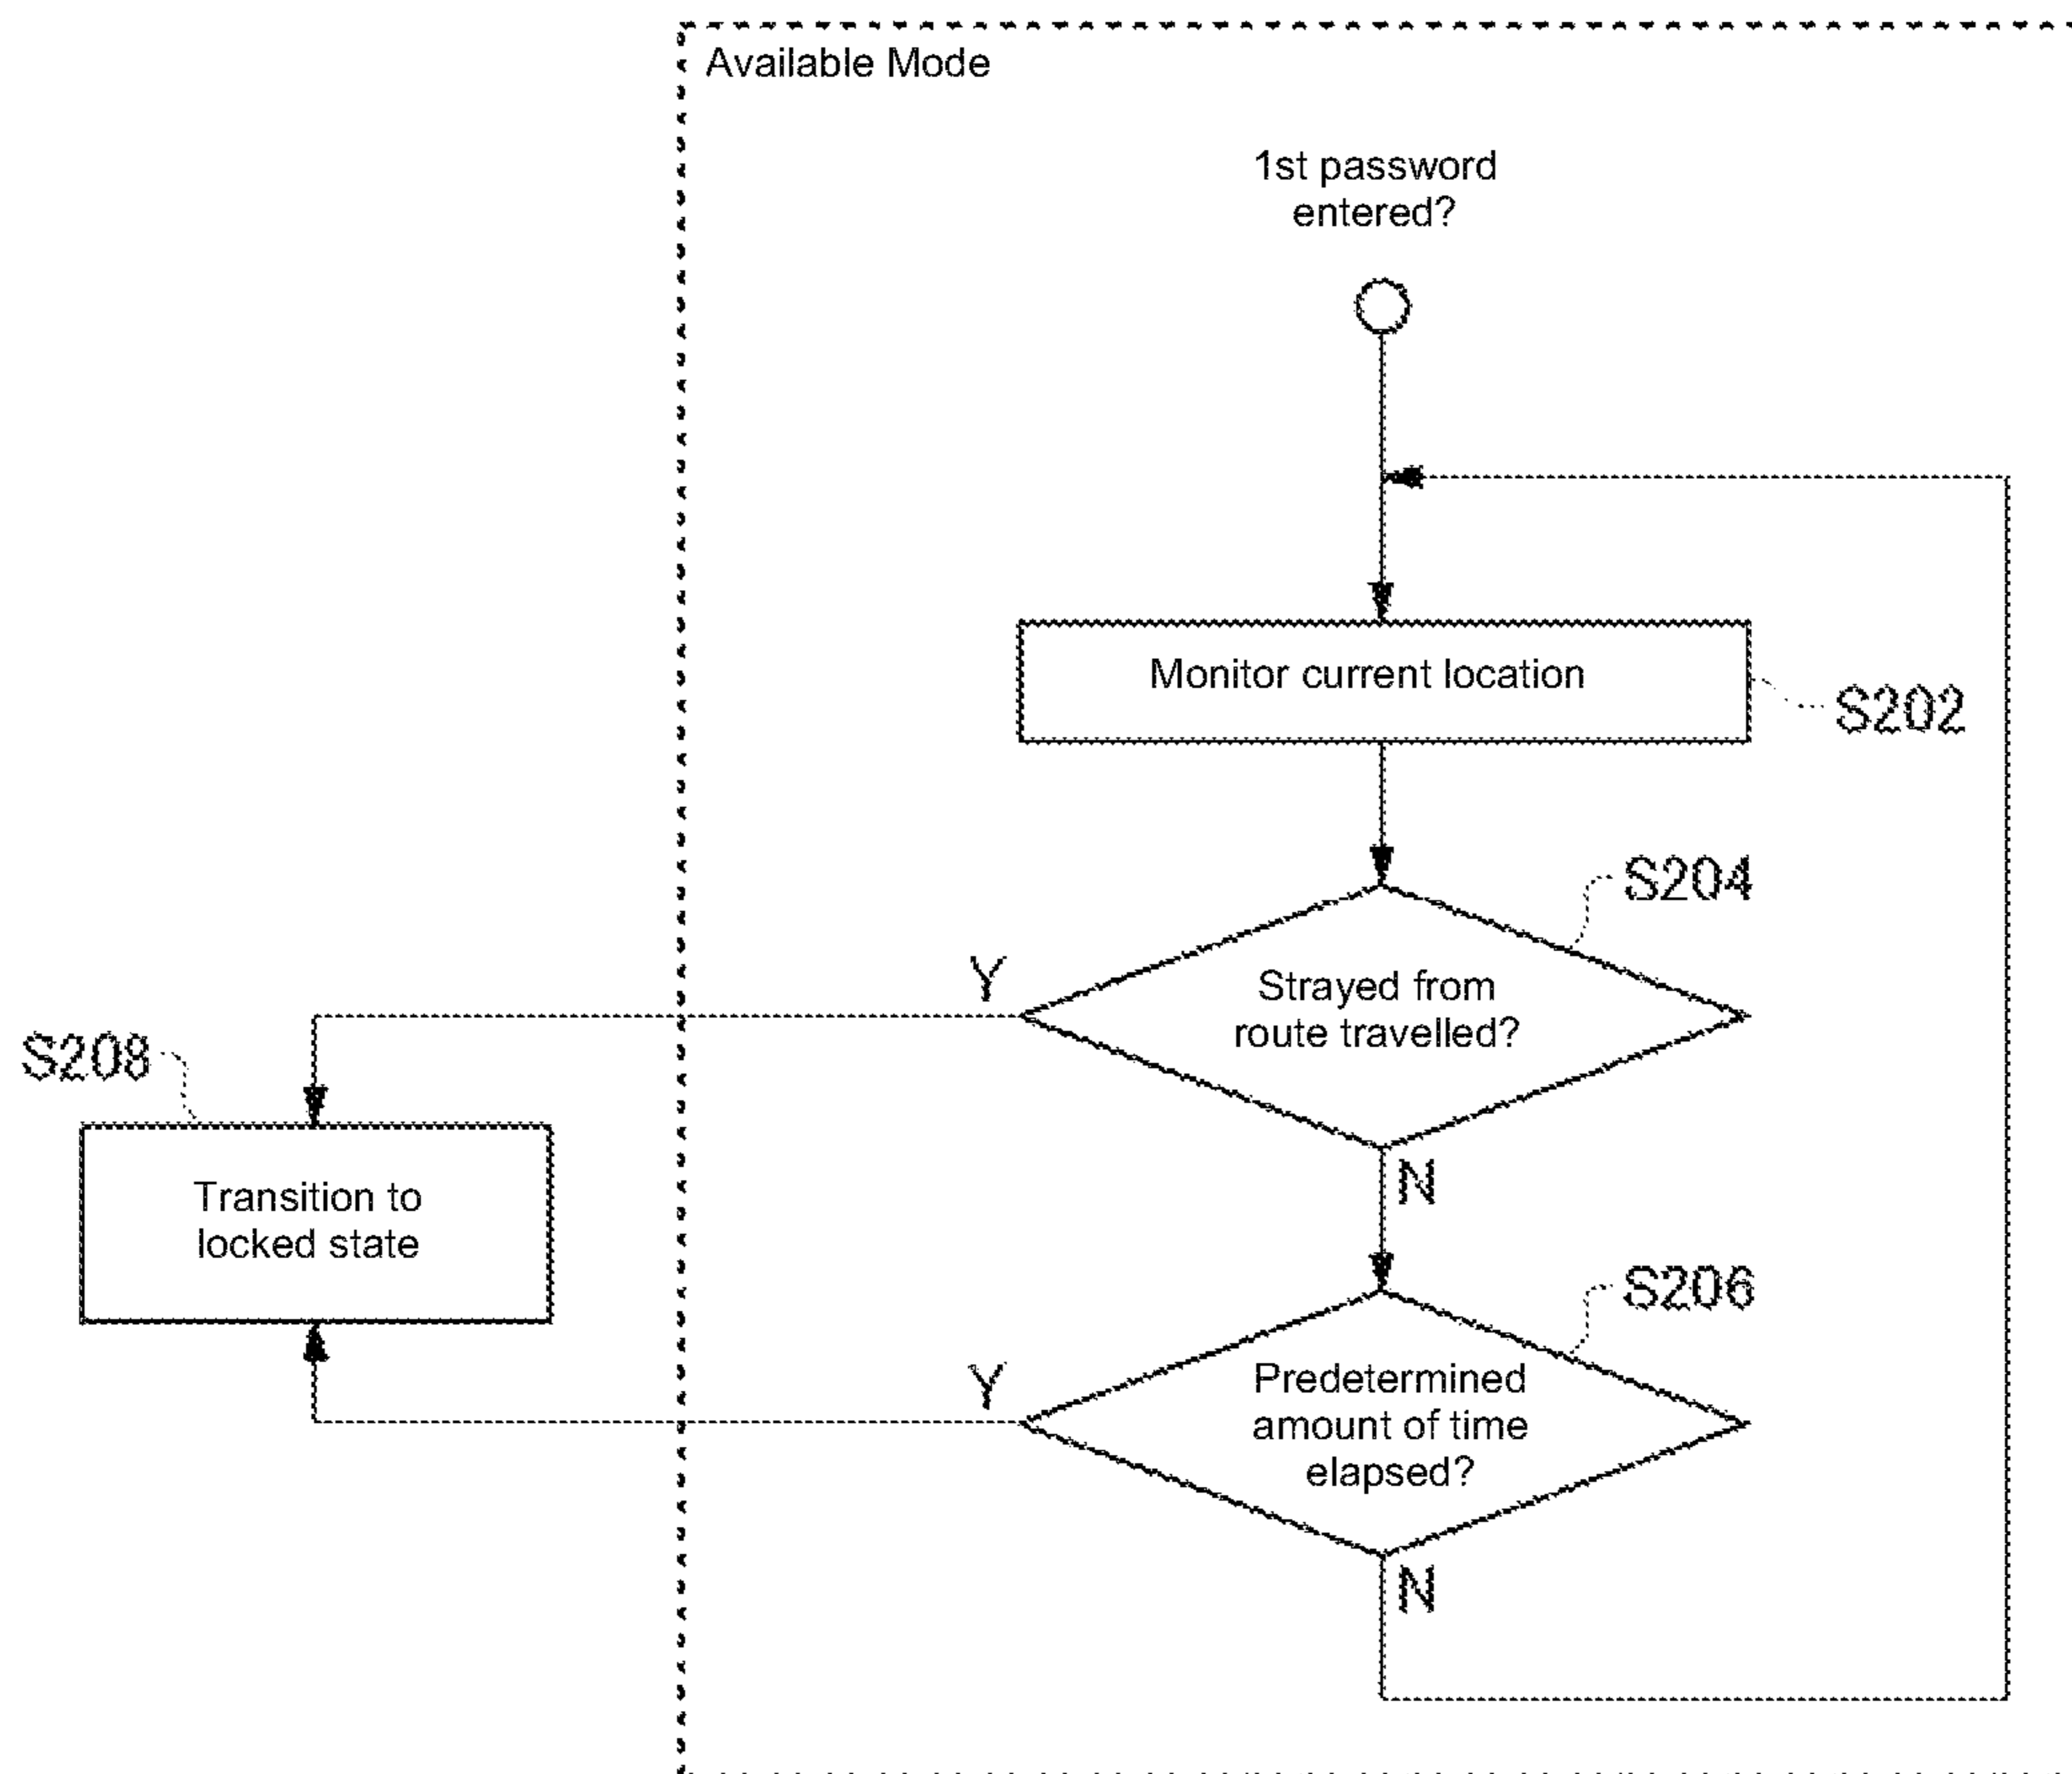 Available Mode
1st password
entered?
Monitor current location
S202
S204
Y
Strayed from
route travelled?
S208
N
Transition to
locked state
S206
Y
Predetermined
amount of time
elapsed?
N